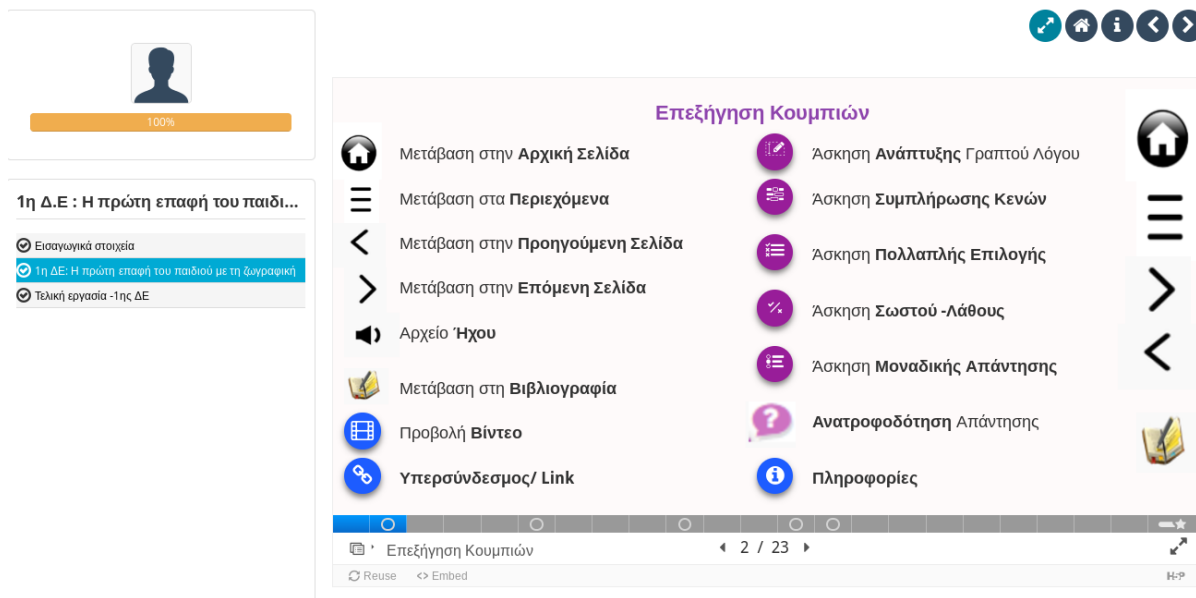 100%
1η Δ.Ε : Η πρώτη επαφή του παιδι...
Εισαγωγικά στοιχεία
1η ΔΕ: Η πρώτη επαφή του παιδιού με τη ζωγραφική
Τελική εργασία -1ης ΔΕ
Επεξήγηση Κουμπιών
Μετάβαση στην Αρχική Σελίδα
Μετάβαση στα Περιεχόμενα
Μετάβαση στην Προηγούμενη Σελίδα
Μετάβαση στην Επόμενη Σελίδα
Αρχείο Ήχου
Μετάβαση στη Βιβλιογραφία
Προβολή Βίντεο
Υπερσύνδεσμος/ Link
Άσκηση Ανάπτυξης Γραπτού Λόγου
Άσκηση Συμπλήρωσης Κενών
Άσκηση Πολλαπλής Επιλογής
Άσκηση Σωστού -Λάθους
Άσκηση Μοναδικής Απάντησης
Ανατροφοδότηση Απάντησης
Πληροφορίες
Επεξήγηση Κουμπιών
2 / 23
Reuse
Embed
H5P